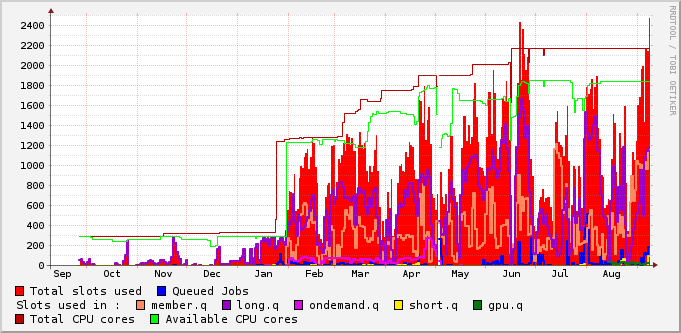 2400
2200
2000
1800
1600
1400
1200
1000
800
600
400
200
0
Sep Oct Nov Dec Jan Feb Mar Apr May Jun Jul Aug
RRDTOOL / TOBI OETIKER
Total slots used Queued Jobs
Slots used in : member.q long.q ondemand.q short.q gpu.q
Total CPU cores Available CPU cores